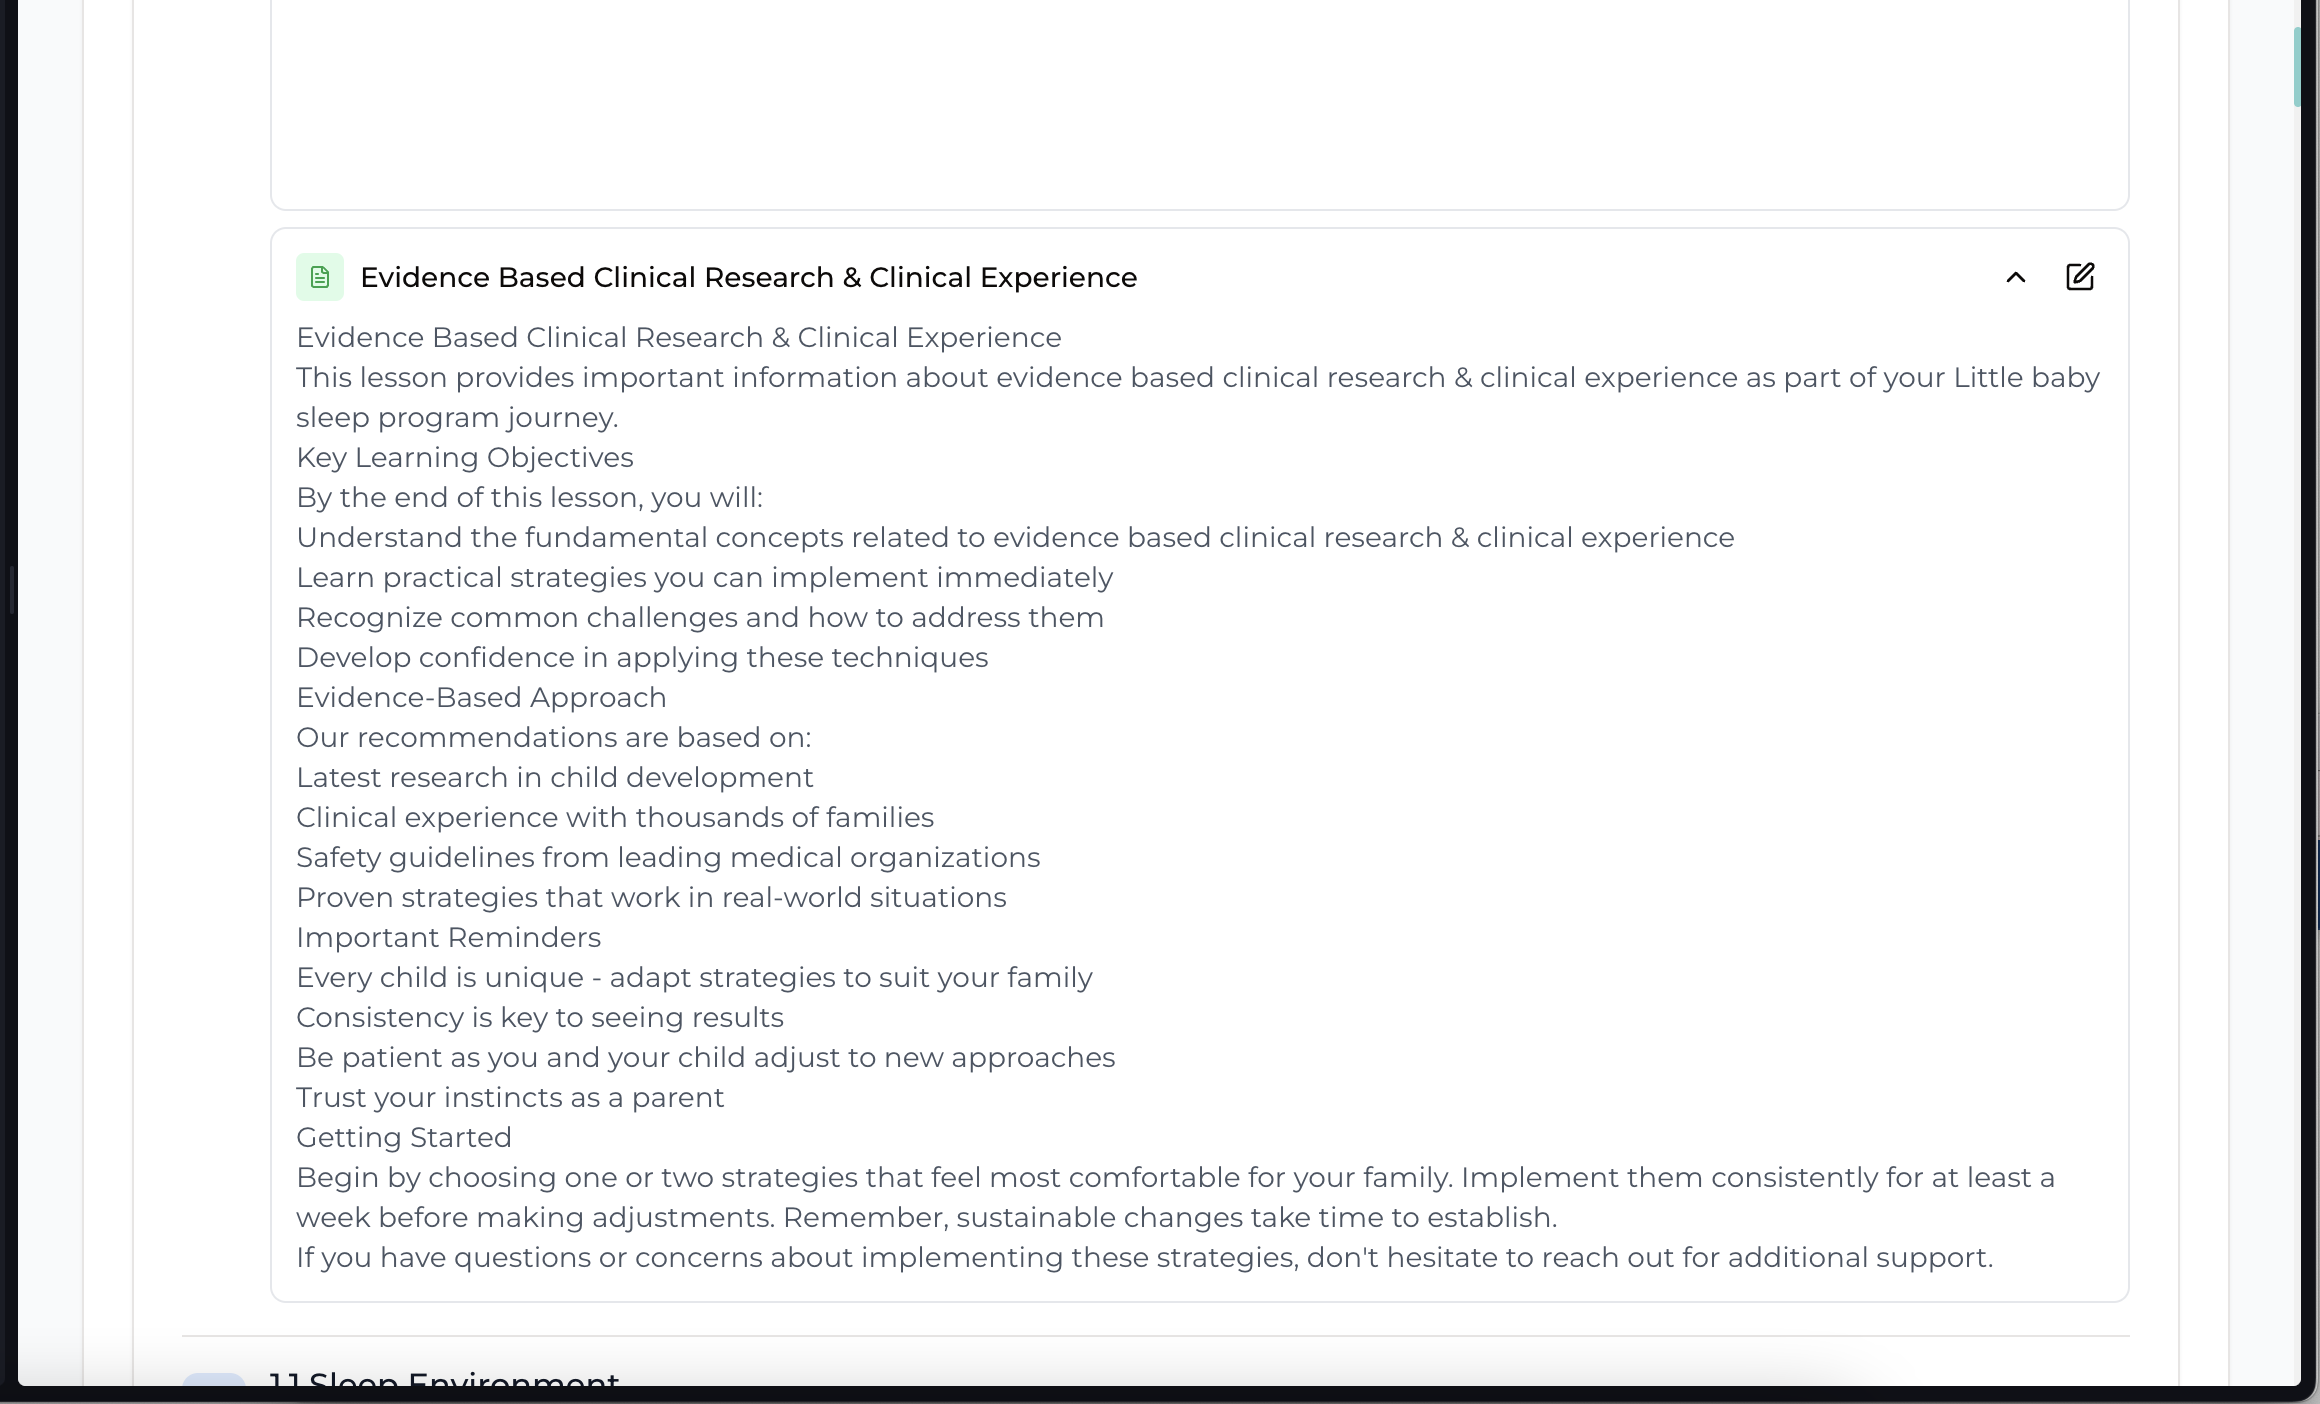 Evidence Based Clinical Research & Clinical Experience
Evidence Based Clinical Research & Clinical Experience
This lesson provides important information about evidence based clinical research & clinical experience as part of your Little baby
sleep program journey.
Key Learning Objectives
By the end of this lesson, you will:
Understand the fundamental concepts related to evidence based clinical research & clinical experience
Learn practical strategies you can implement immediately
Recognize common challenges and how to address them
Develop confidence in applying these techniques
Evidence-Based Approach
Our recommendations are based on:
Latest research in child development
Clinical experience with thousands of families
Safety guidelines from leading medical organizations
Proven strategies that work in real-world situations
Important Reminders
Every child is unique - adapt strategies to suit your family
Consistency is key to seeing results
Be patient as you and your child adjust to new approaches
Trust your instincts as a parent
Getting Started
Begin by choosing one or two strategies that feel most comfortable for your family. Implement them consistently for at least a
week before making adjustments. Remember, sustainable changes take time to establish.
If you have questions or concerns about implementing these strategies, don't hesitate to reach out for additional support.
1.1 Sleep Environment